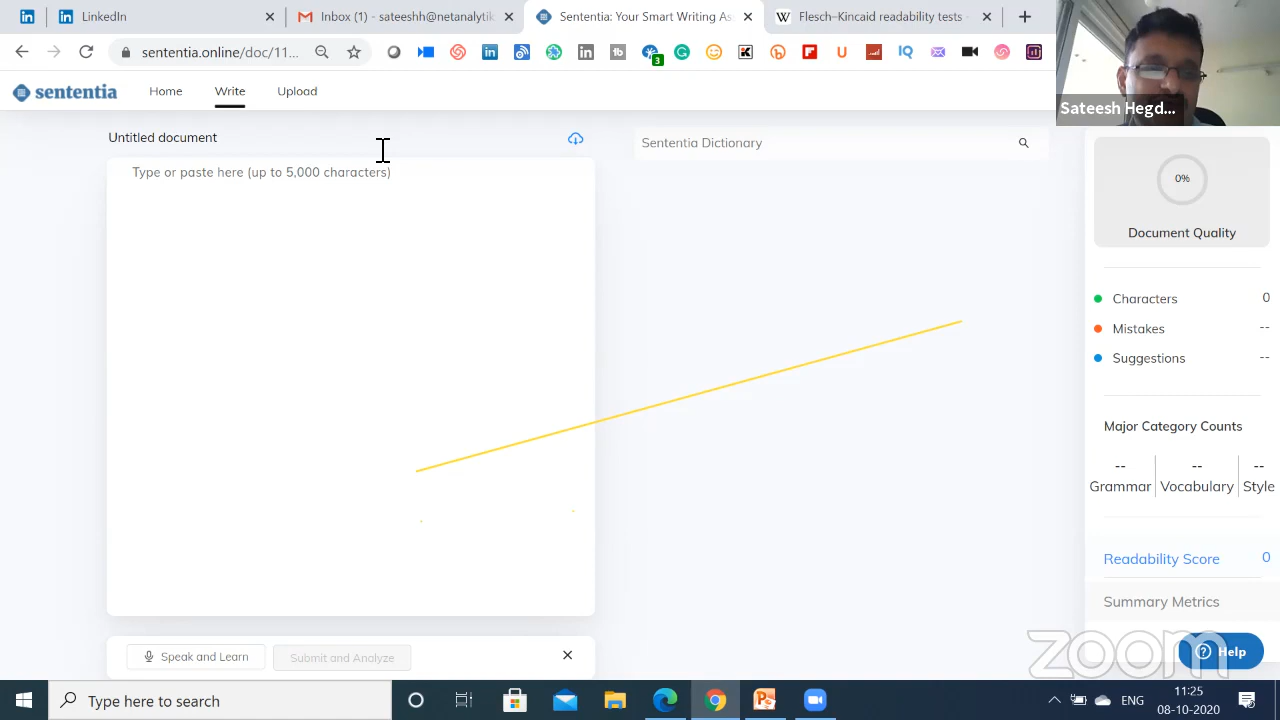 LinkedIn
Inbox (1) - sateeshh@netanalytik
Sententia: Your Smart Writing As
Flesch–Kincaid readability tests -
sententia.online/doc/11...
3
Sateesh Hegd...
sententia
Home
Write
Upload
Untitled document
Sententia Dictionary
Type or paste here (up to 5,000 characters)
0%
Document Quality
Characters 0
Mistakes --
Suggestions --
Major Category Counts
-- -- --
Grammar Vocabulary Style
Readability Score 0
Summary Metrics
zoom
Help
Speak and Learn
Submit and Analyze
Type here to search
ENG
11:25
08-10-2020